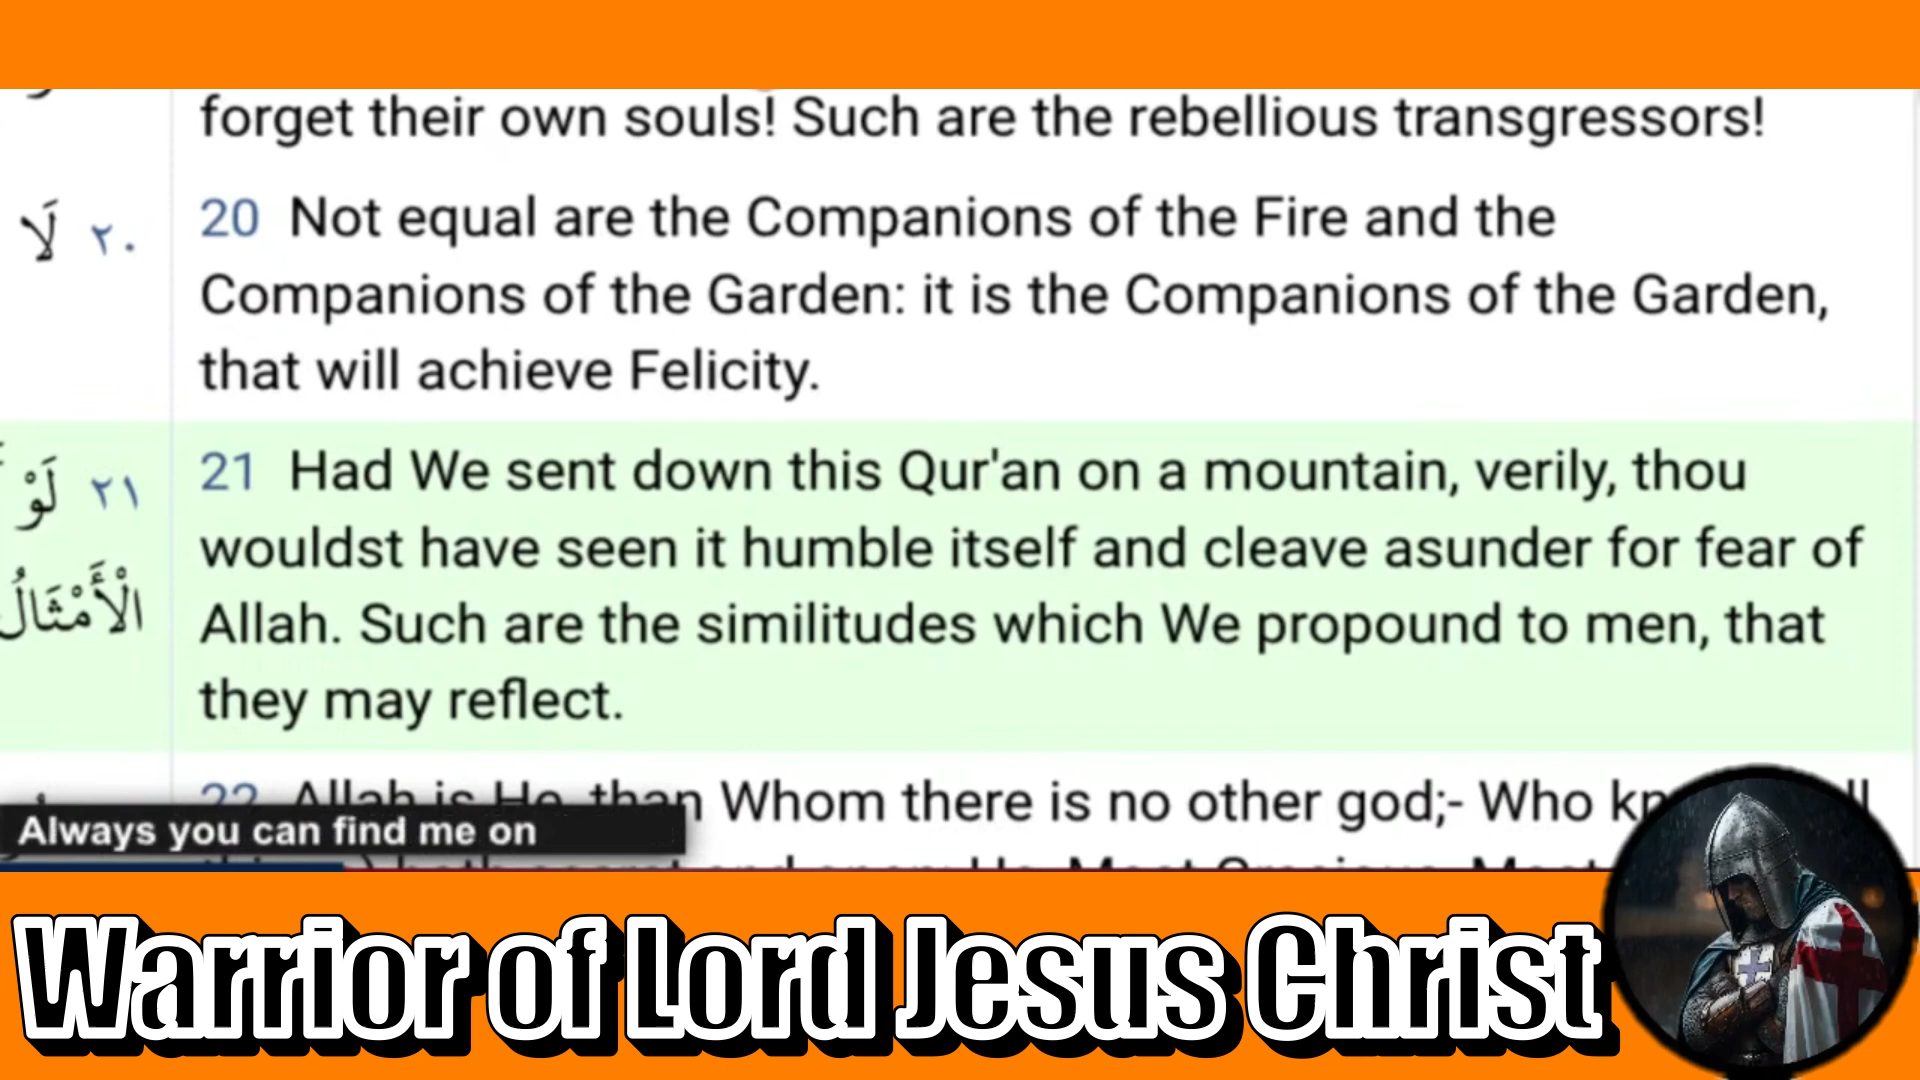 forget their own souls! Such are the rebellious transgressors!
لَا ٢٠
20 Not equal are the Companions of the Fire and the
Companions of the Garden: it is the Companions of the Garden,
that will achieve Felicity.
لَوْ ٢١
21 Had We sent down this Qur'an on a mountain, verily, thou
wouldst have seen it humble itself and cleave asunder for fear of
الْأَمْثَالُ
Allah. Such are the similitudes which We propound to men, that
they may reflect.
22 Allah is He, than Whom there is no other god;- Who
Always you can find me on
Warrior of Lord Jesus Christ